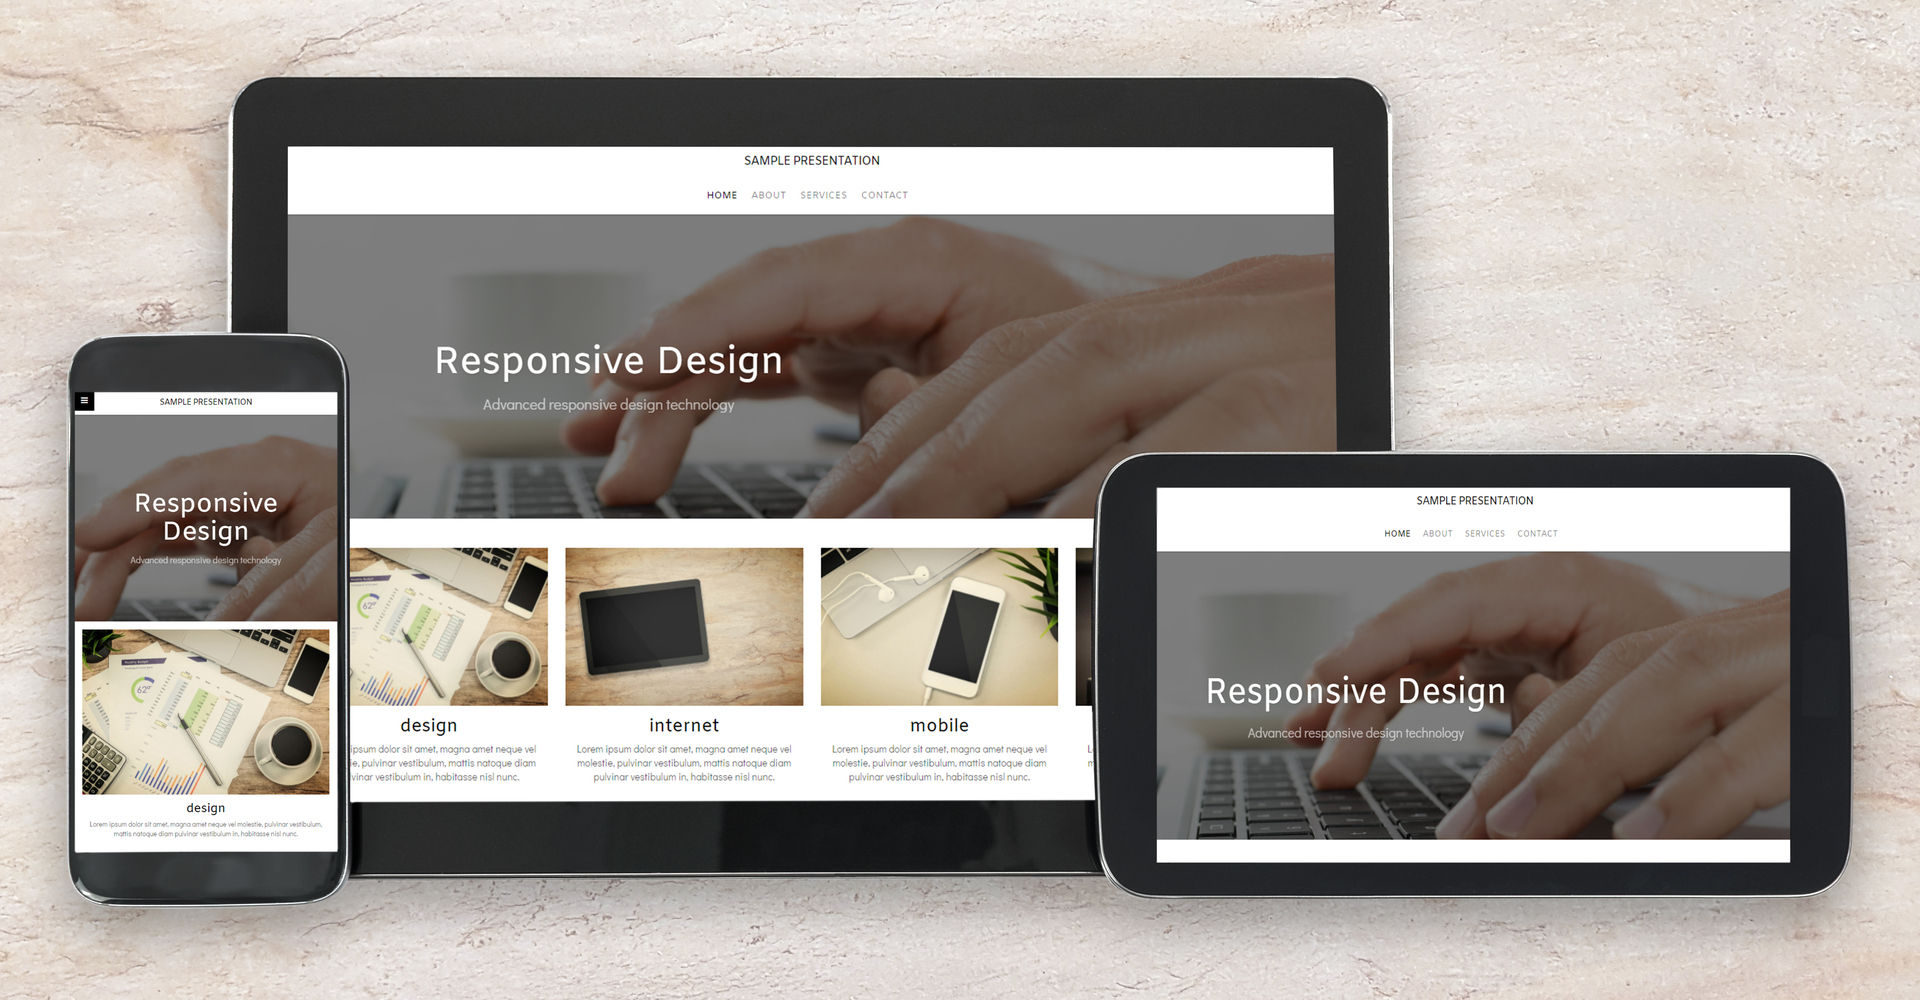 SAMPLE PRESENTATION
HOME ABOUT SERVICES CONTACT
Responsive Design
Advanced responsive design technology
design
ipsum dolor sit amet, magna amet neque vel
pulvinar vestibulum, mattis natoque diam
vestibulum in, habitasse nisl nunc.
internet
Lorem ipsum dolor sit amet, magna amet neque vel
molestie, pulvinar vestibulum, mattis natoque diam
pulvinar vestibulum in, habitasse nisl nunc.
mobile
Lorem ipsum dolor sit amet, magna amet neque vel
molestie, pulvinar vestibulum, mattis natoque diam
pulvinar vestibulum in, habitasse nisl nunc.
SAMPLE PRESENTATION
Responsive
Design
Advanced responsive design technology
62°
design
Lorem ipsum dolor sit amet, magna amet neque vel molestie, pulvinar vestibulum,
mattis natoque diam pulvinar vestibulum in, habitasse nisl nunc.
SAMPLE PRESENTATION
HOME ABOUT SERVICES CONTACT
Responsive Design
Advanced responsive design technology